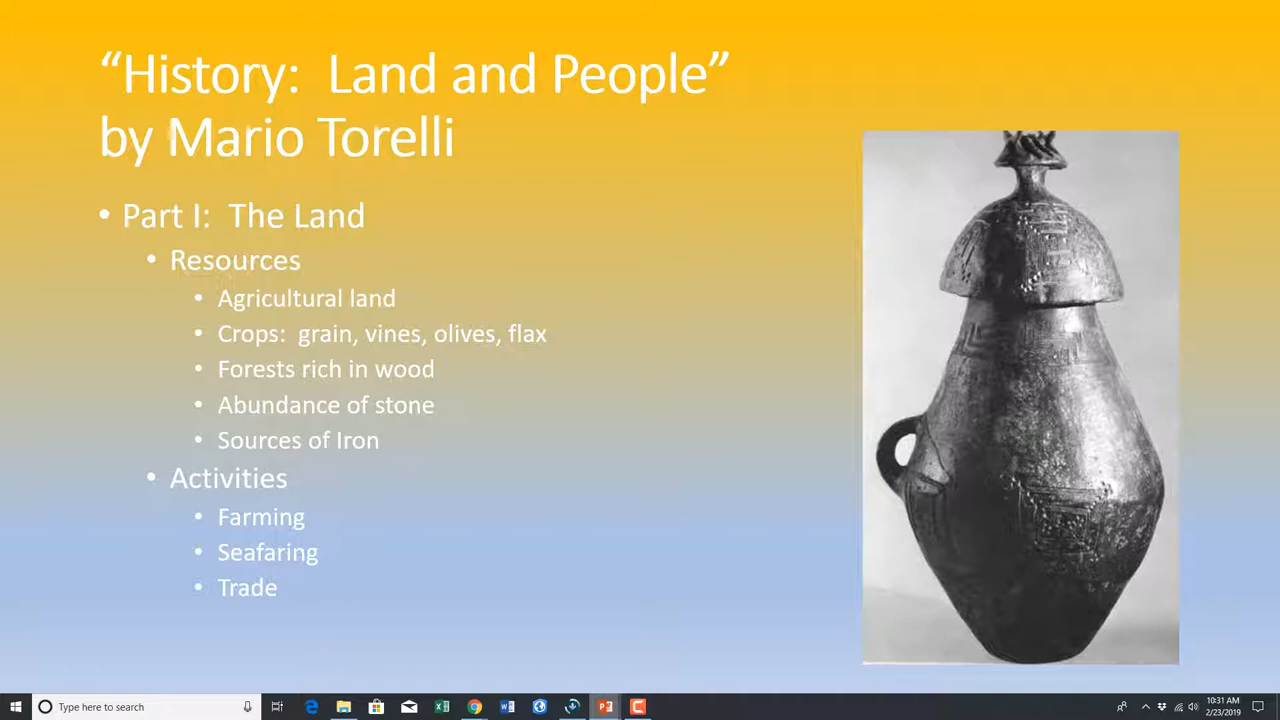 “History:  Land and People”
by Mario Torelli
• Part I:  The Land
• Resources
• Agricultural land
• Crops:  grain, vines, olives, flax
• Forests rich in wood
• Abundance of stone
• Sources of Iron
• Activities
• Farming
• Seafaring
• Trade
Type here to search
10:31 AM
2/23/2019